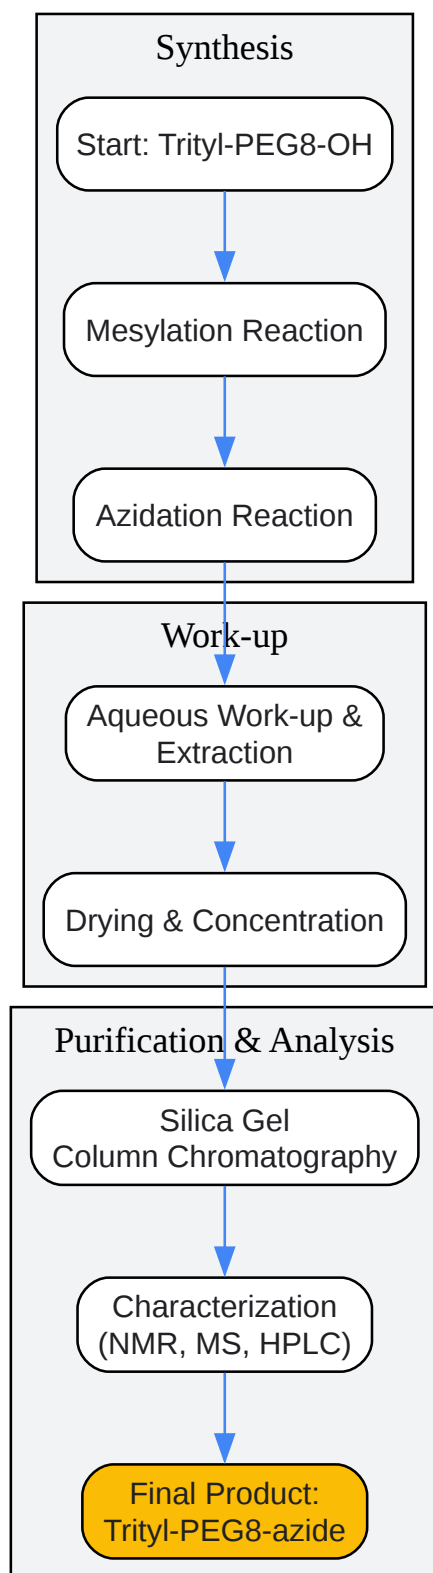 Synthesis
Start: Trityl-PEG8-OH
Mesylation Reaction
Azidation Reaction
Work-up
Aqueous Work-up &
Extraction
Drying & Concentration
Purification & Analysis
Silica Gel
Column Chromatography
Characterization
(NMR, MS, HPLC)
Final Product:
Trityl-PEG8-azide